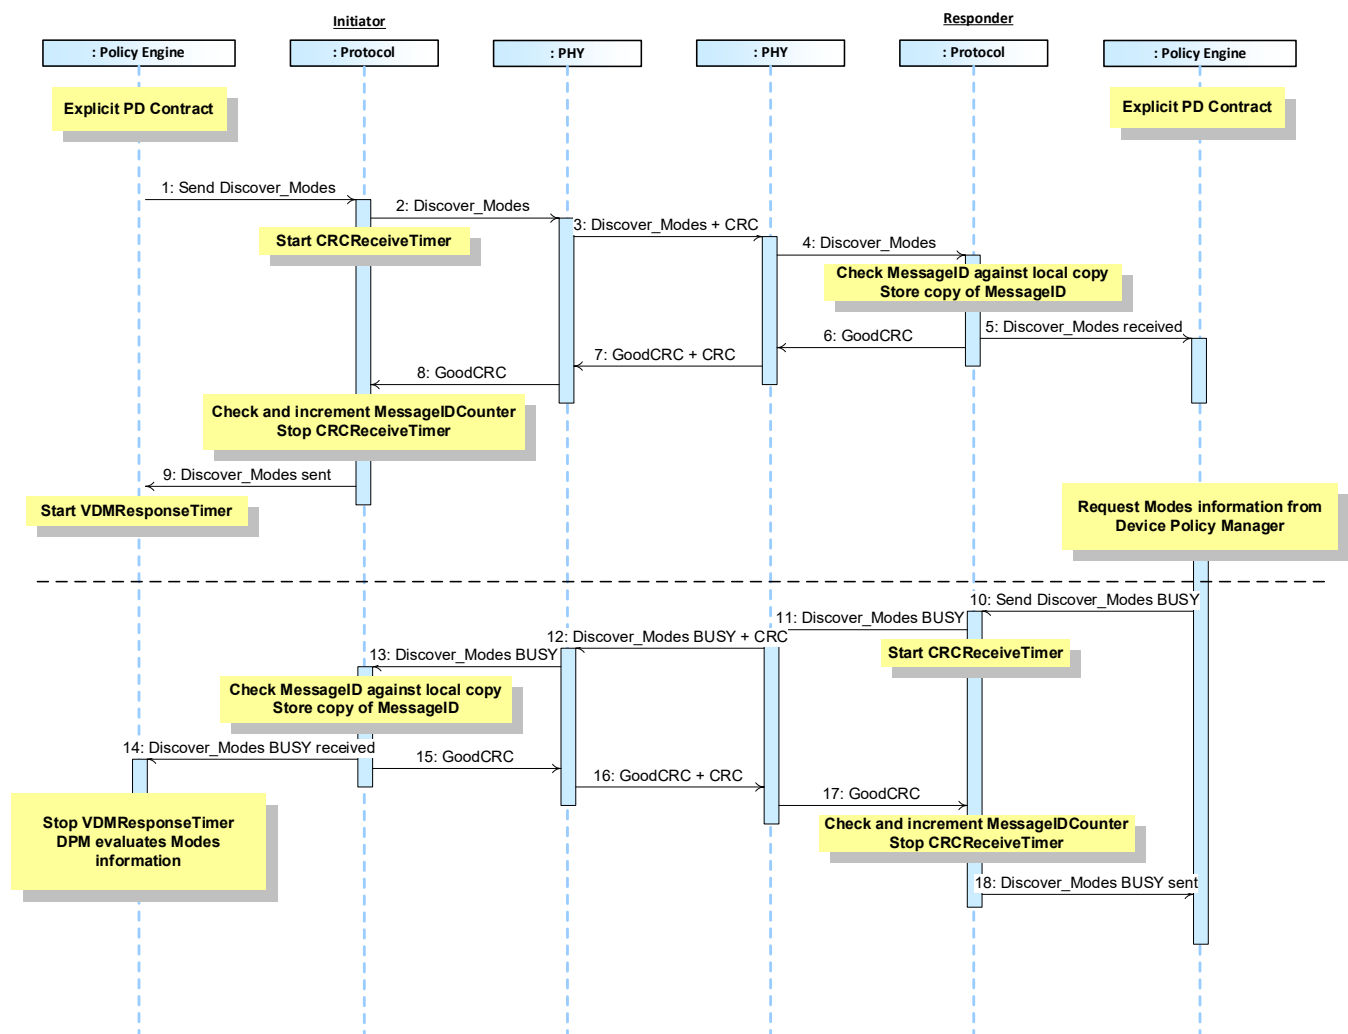 Initiator
Responder
: Policy Engine
: Protocol
: PHY
: PHY
: Protocol
: Policy Engine
Explicit PD Contract
Explicit PD Contract
1: Send Discover_Modes
2: Discover_Modes
3: Discover_Modes + CRC
Start CRCReceiveTimer
4: Discover_Modes
Check MessageID against local copy
Store copy of MessageID
5: Discover_Modes received
6: GoodCRC
7: GoodCRC + CRC
8: GoodCRC
Check and increment MessageIDCounter
Stop CRCReceiveTimer
9: Discover_Modes sent
Start VDMResponseTimer
Request Modes information from
Device Policy Manager
10: Send Discover_Modes BUSY
11: Discover_Modes BUSY
12: Discover_Modes BUSY + CRC
Start CRCReceiveTimer
13: Discover_Modes BUSY
Check MessageID against local copy
Store copy of MessageID
14: Discover_Modes BUSY received
15: GoodCRC
16: GoodCRC + CRC
17: GoodCRC
Stop VDMResponseTimer
DPM evaluates Modes
information
Check and increment MessageIDCounter
Stop CRCReceiveTimer
18: Discover_Modes BUSY sent